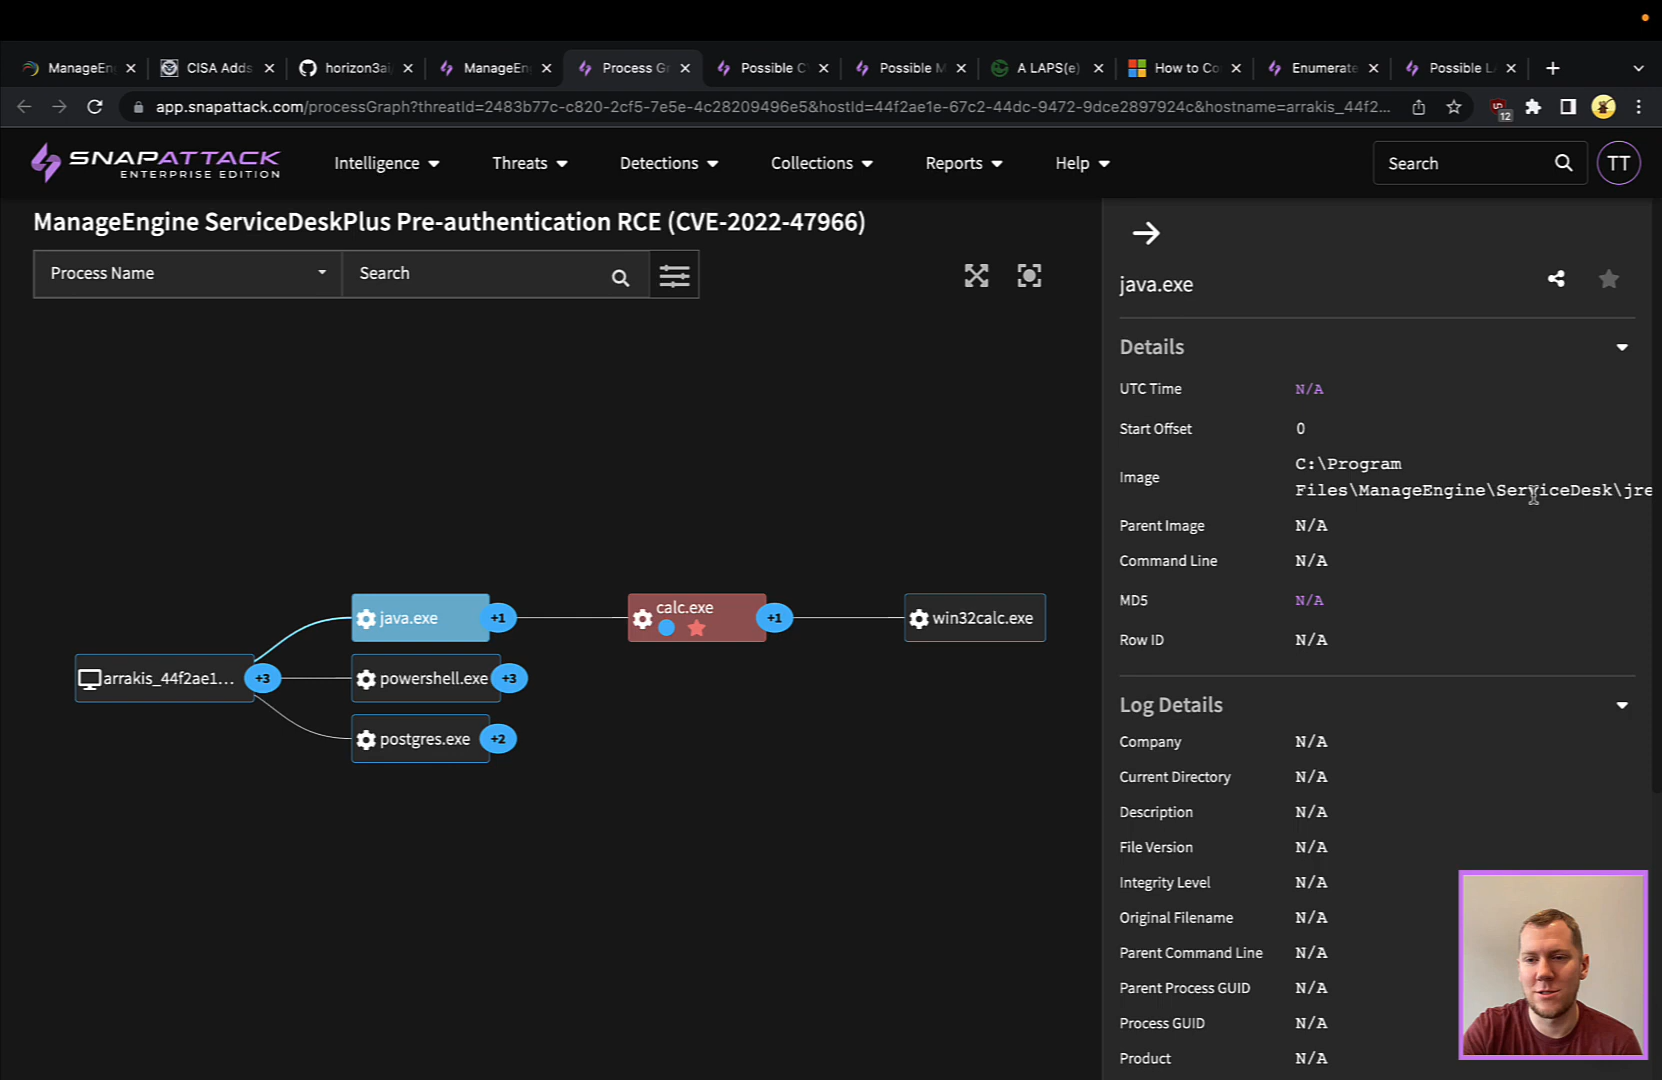 ManageEn
CISA Adds
horizon3ai
ManageEn
Process G
Possible C
Possible M
A LAPS(e)
How to Co
Enumerate
Possible L
app.snapattack.com/processGraph?threatId=2483b77c-c820-2cf5-7e5e-4c28209496e5&hostId=44f2ae1e-67c2-44dc-9472-9dce2897924c&hostname=arrakis_44f2...
12
SNAPATTACK
ENTERPRISE EDITION
Intelligence
Threats
Detections
Collections
Reports
Help
Search
TT
ManageEngine ServiceDeskPlus Pre-authentication RCE (CVE-2022-47966)
Process Name
Search
arrakis_44f2ae1...
+3
java.exe
+1
calc.exe
+1
win32calc.exe
powershell.exe
+3
postgres.exe
+2
java.exe
Details
UTC Time N/A
Start Offset 0
Image C:\Program
Files\ManageEngine\ServiceDesk\jre
Parent Image N/A
Command Line N/A
MD5 N/A
Row ID N/A
Log Details
Company N/A
Current Directory N/A
Description N/A
File Version N/A
Integrity Level N/A
Original Filename N/A
Parent Command Line N/A
Parent Process GUID N/A
Process GUID N/A
Product N/A